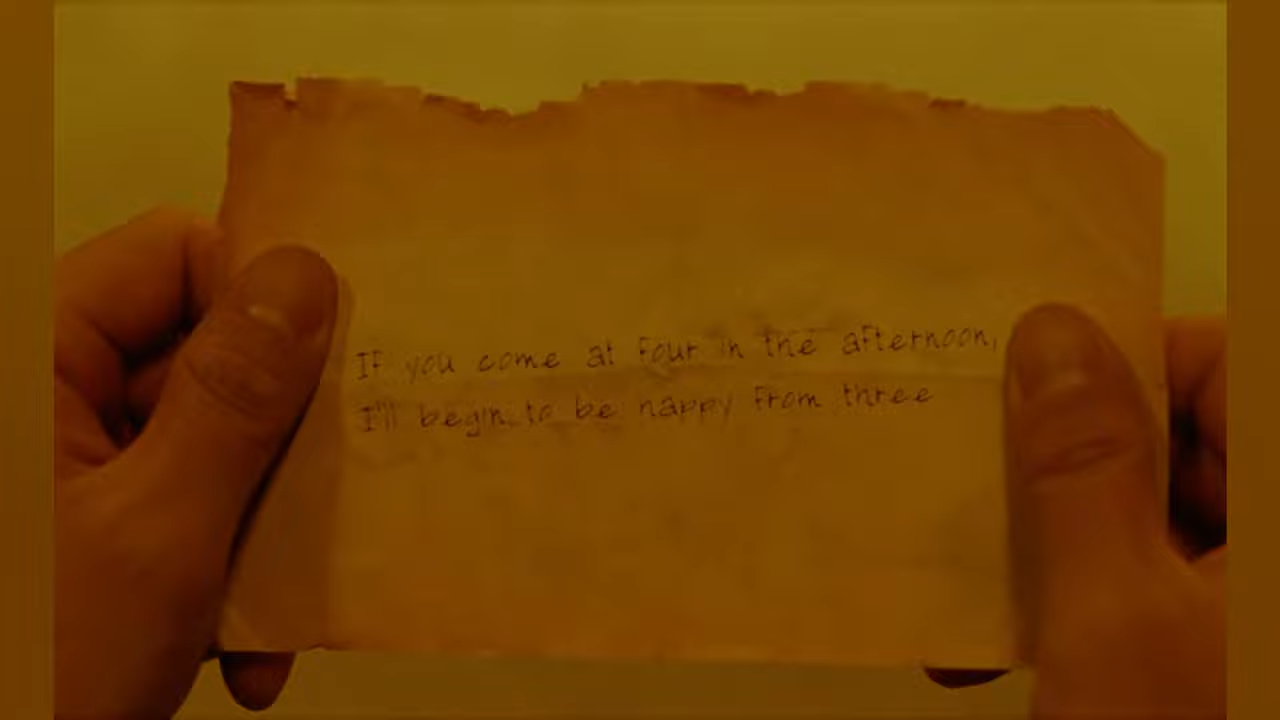 If you come at four in the afternoon,
I'll begin to be happy from three